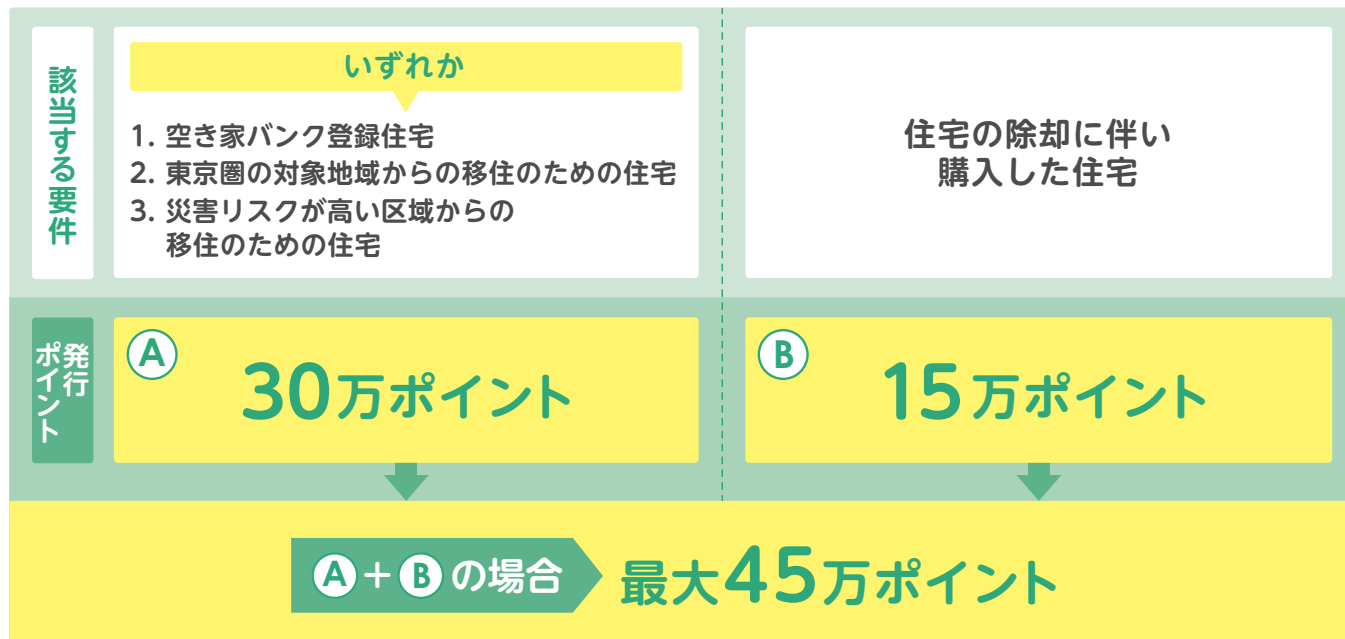 該当する要件
いずれか
1. 空き家バンク登録住宅
2. 東京圏の対象地域からの移住のための住宅
3. 災害リスクが高い区域からの
移住のための住宅
住宅の除却に伴い
購入した住宅
発行
ポイント
A
30万ポイント
B
15万ポイント
A+Bの場合
最大45万ポイント